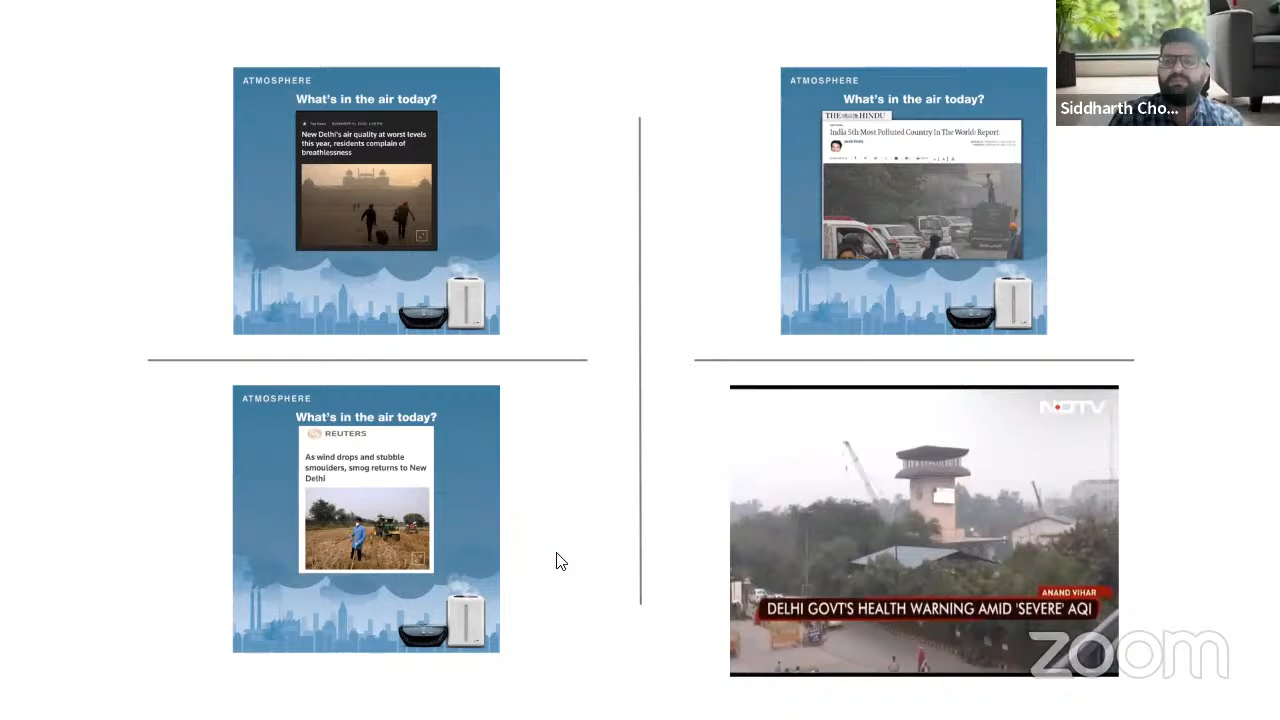 ATMOSPHERE
What's in the air today?
New Delhi's air quality at worst levels
this year, residents complain of
breathlessness
ATMOSPHERE
What's in the air today?
THE HINDU
India 5th Most Polluted Country In The World: Report
Siddharth Cho...
ATMOSPHERE
What's in the air today?
REUTERS
As wind drops and stubble
smoulders, smog returns to New
Delhi
NDTV
ANAND VIHAR
DELHI GOVT'S HEALTH WARNING AMID 'SEVERE' AQI
zoom